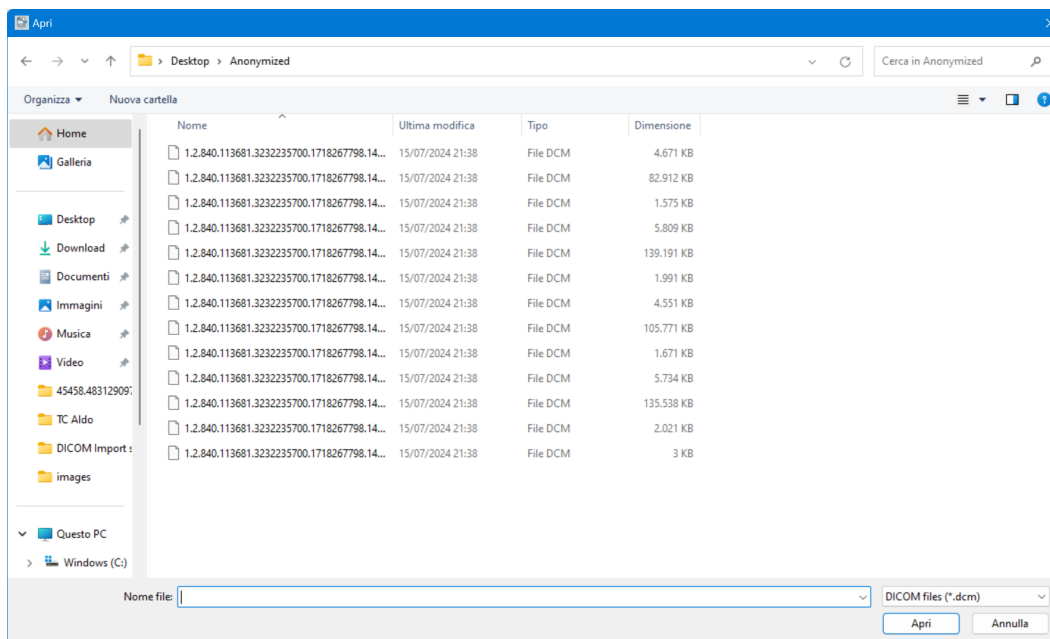 Apri
Desktop > Anonymized
Cerca in Anonymized
Organizza
Nuova cartella
Home
Galleria
Desktop
Download
Documenti
Immagini
Musica
Video
45458.483129097
TC Aldo
DICOM Import s
images
Questo PC
Windows (C:)
Nome Ultima modifica Tipo Dimensione
1.2.840.113681.3232235700.1718267798.14... 15/07/2024 21:38 File DCM 4.671 KB
1.2.840.113681.3232235700.1718267798.14... 15/07/2024 21:38 File DCM 82.912 KB
1.2.840.113681.3232235700.1718267798.14... 15/07/2024 21:38 File DCM 1.575 KB
1.2.840.113681.3232235700.1718267798.14... 15/07/2024 21:38 File DCM 5.809 KB
1.2.840.113681.3232235700.1718267798.14... 15/07/2024 21:38 File DCM 139.191 KB
1.2.840.113681.3232235700.1718267798.14... 15/07/2024 21:38 File DCM 1.991 KB
1.2.840.113681.3232235700.1718267798.14... 15/07/2024 21:38 File DCM 4.551 KB
1.2.840.113681.3232235700.1718267798.14... 15/07/2024 21:38 File DCM 105.771 KB
1.2.840.113681.3232235700.1718267798.14... 15/07/2024 21:38 File DCM 1.671 KB
1.2.840.113681.3232235700.1718267798.14... 15/07/2024 21:38 File DCM 5.734 KB
1.2.840.113681.3232235700.1718267798.14... 15/07/2024 21:38 File DCM 135.538 KB
1.2.840.113681.3232235700.1718267798.14... 15/07/2024 21:38 File DCM 2.021 KB
1.2.840.113681.3232235700.1718267798.14... 15/07/2024 21:38 File DCM 3 KB
Nome file:
DICOM files (*.dcm)
Apri
Annulla